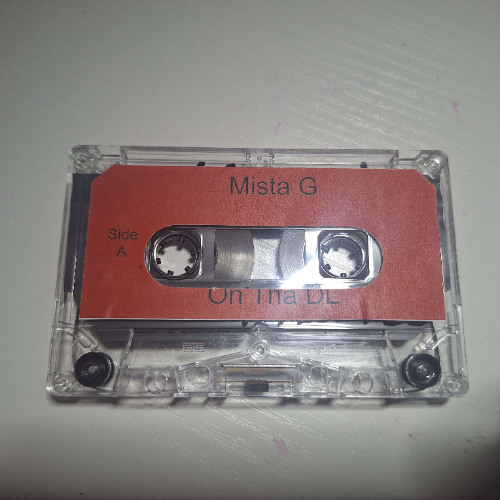 Mista G
Side
A
On Tha DL